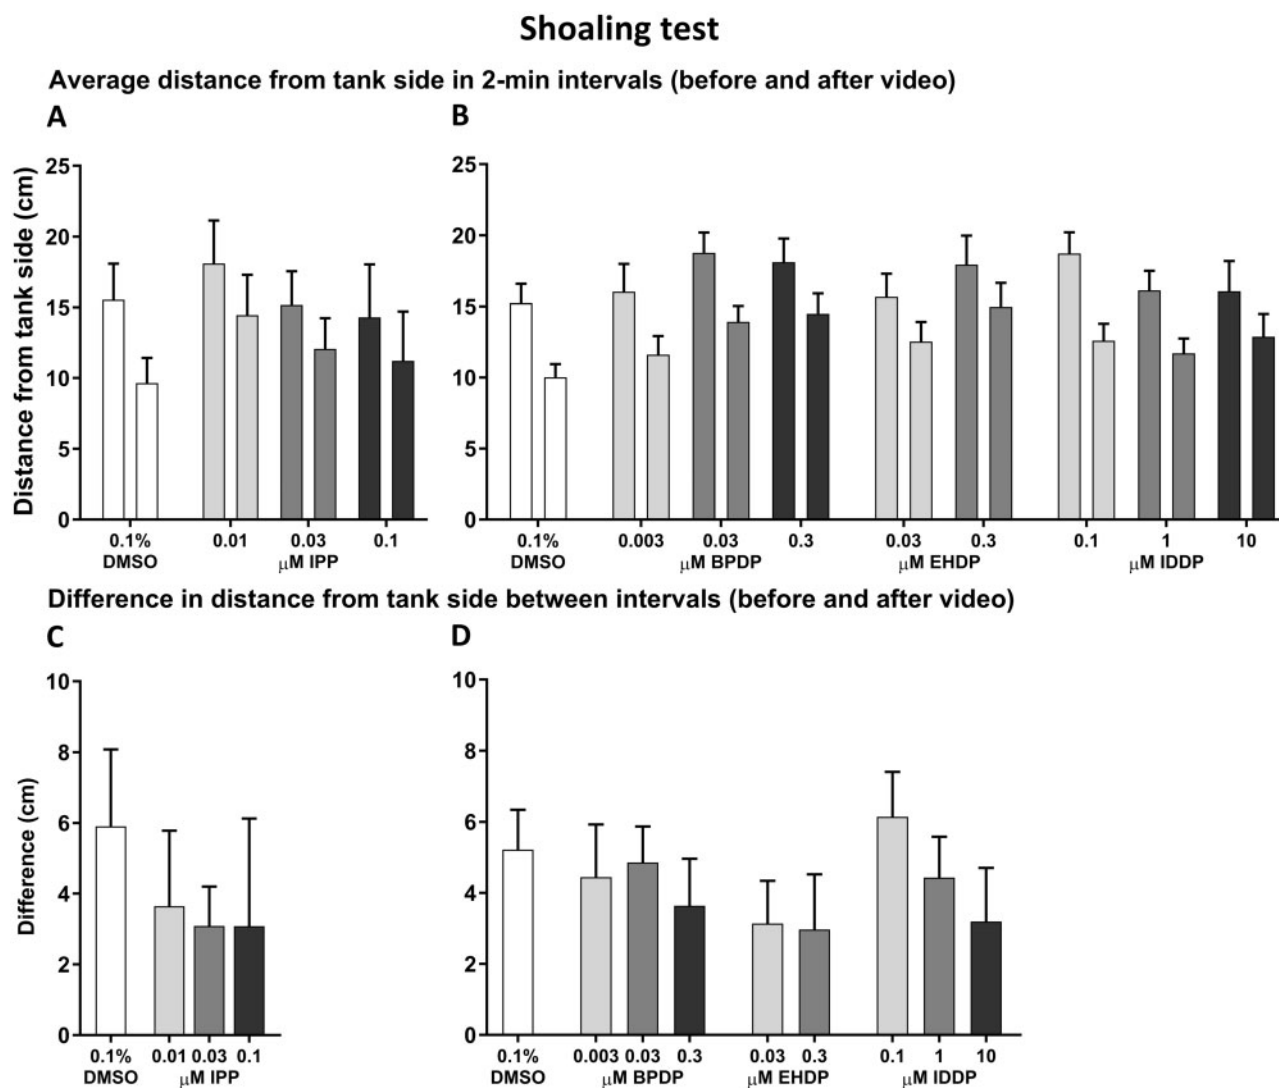 Shoaling test
Average distance from tank side in 2-min intervals (before and after video)
A
B
Distance from tank side (cm)
25
20
15
10
5
0
0.1% 0.01 0.03 0.1
DMSO µM IPP
25
20
15
10
5
0
0.1% 0.003 0.03 0.3 0.03 0.3 0.1 1 10
DMSO µM BPDP µM EHDP µM IDDP
Difference in distance from tank side between intervals (before and after video)
C
D
Difference (cm)
10
8
6
4
2
0
0.1% 0.01 0.03 0.1
DMSO µM IPP
10
8
6
4
2
0
0.1% 0.003 0.03 0.3 0.03 0.3 0.1 1 10
DMSO µM BPDP µM EHDP µM IDDP